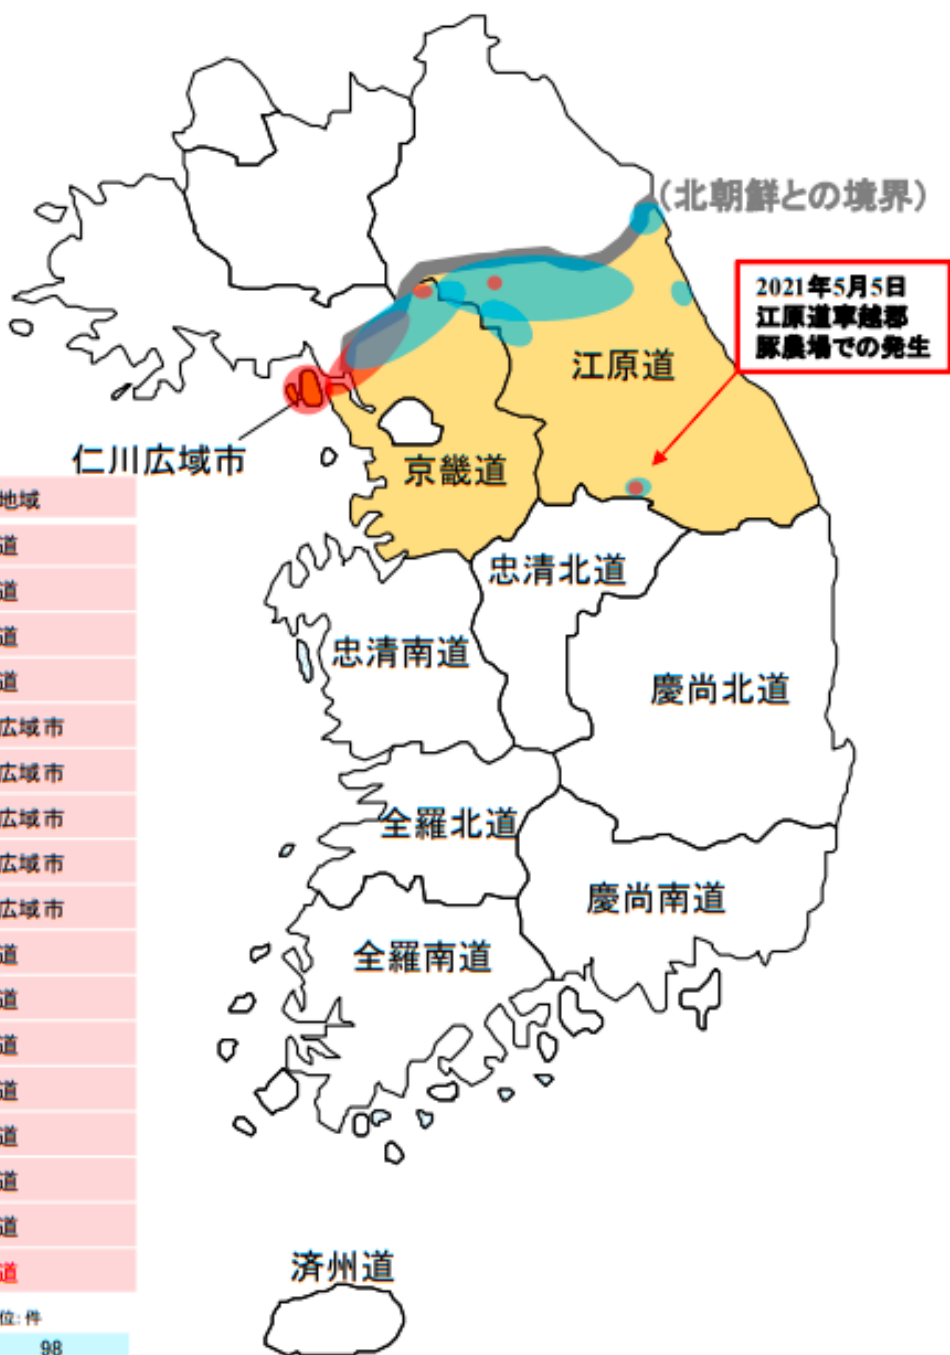 (北朝鮮との境界)
2021年5月5日
江原道寧越郡
豚農場での発生
江原道
仁川広域市
京畿道
地域
道
忠清北道
道
道
忠清南道
道
慶尚北道
広域市
広域市
広域市
全羅北道
広域市
慶尚南道
広域市
道
全羅南道
道
道
道
道
道
道
済州道
道
位:件
98